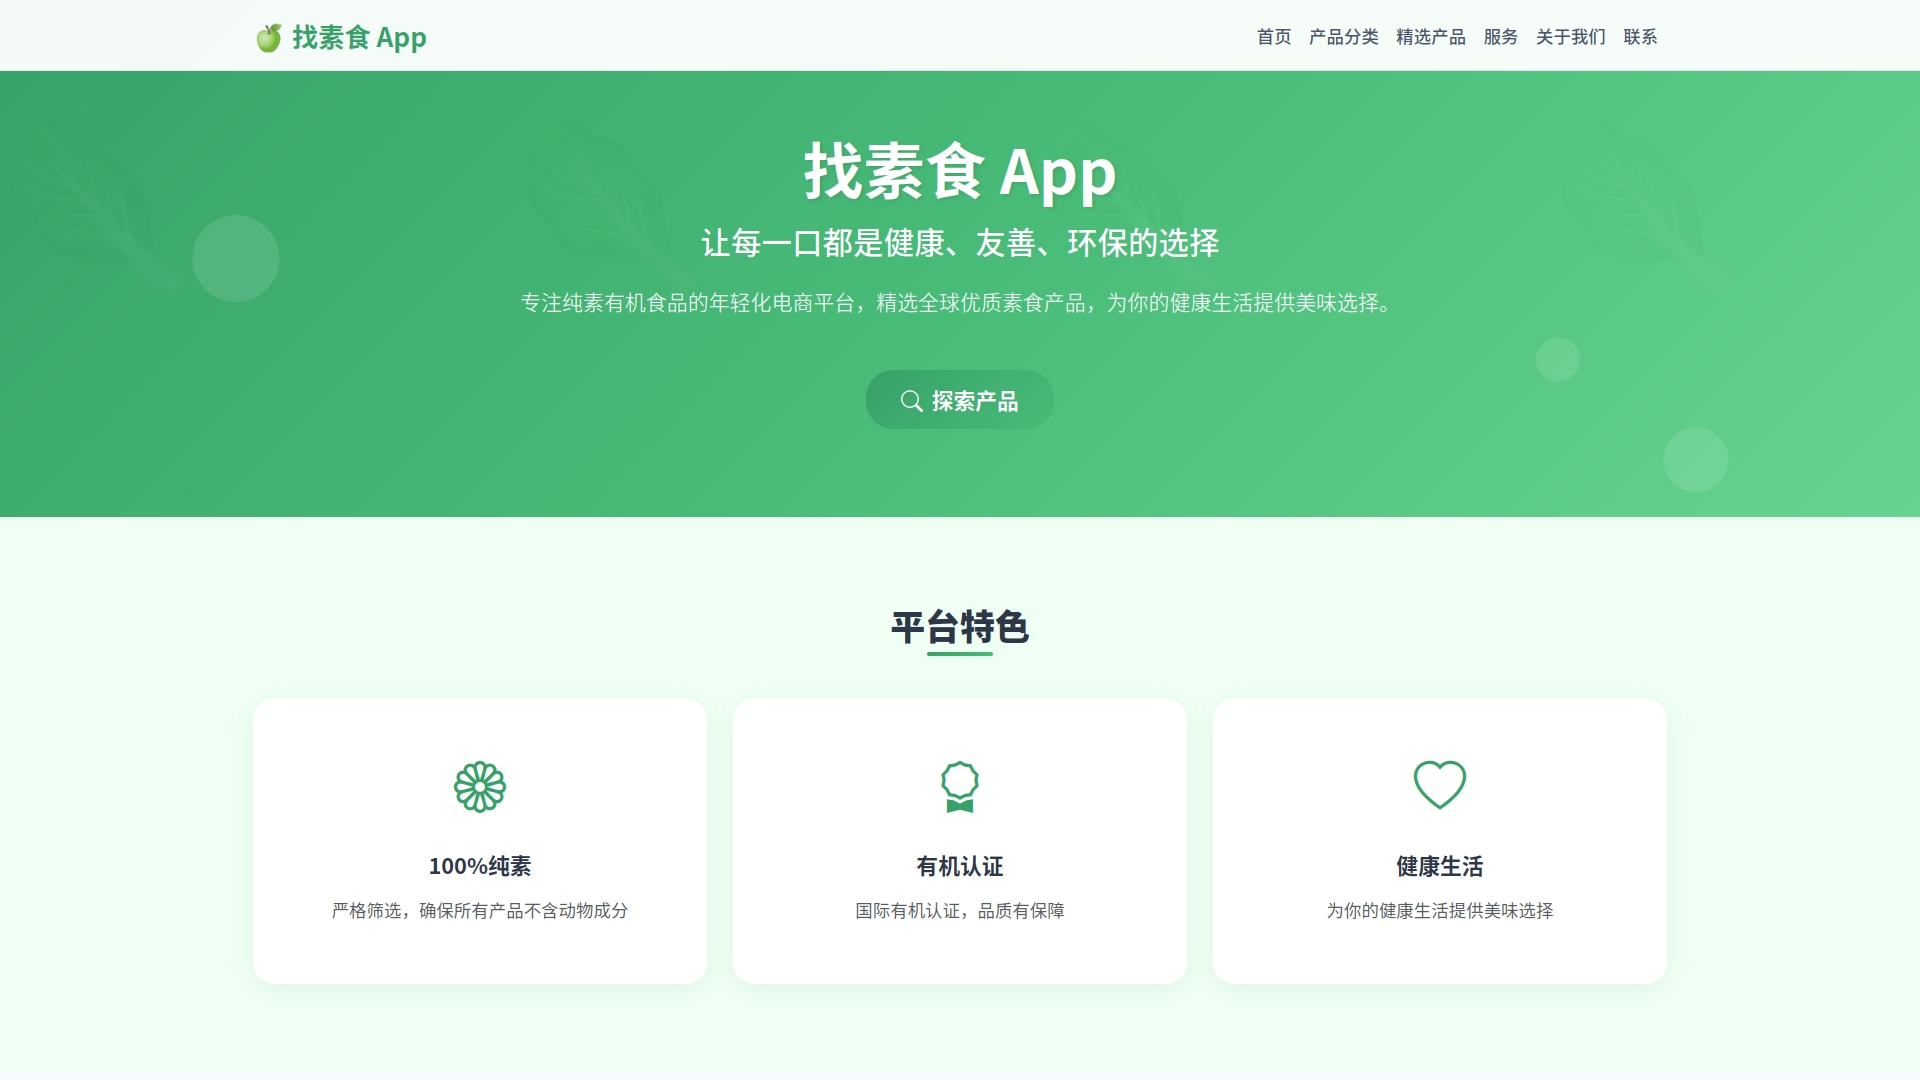 找素食 App
首页 产品分类 精选产品 服务 关于我们 联系
找素食 App
让每一口都是健康、友善、环保的选择
专注纯素有机食品的年轻化电商平台，精选全球优质素食产品，为你的健康生活提供美味选择。
探索产品
平台特色
100%纯素
严格筛选，确保所有产品不含动物成分
有机认证
国际有机认证，品质有保障
健康生活
为你的健康生活提供美味选择